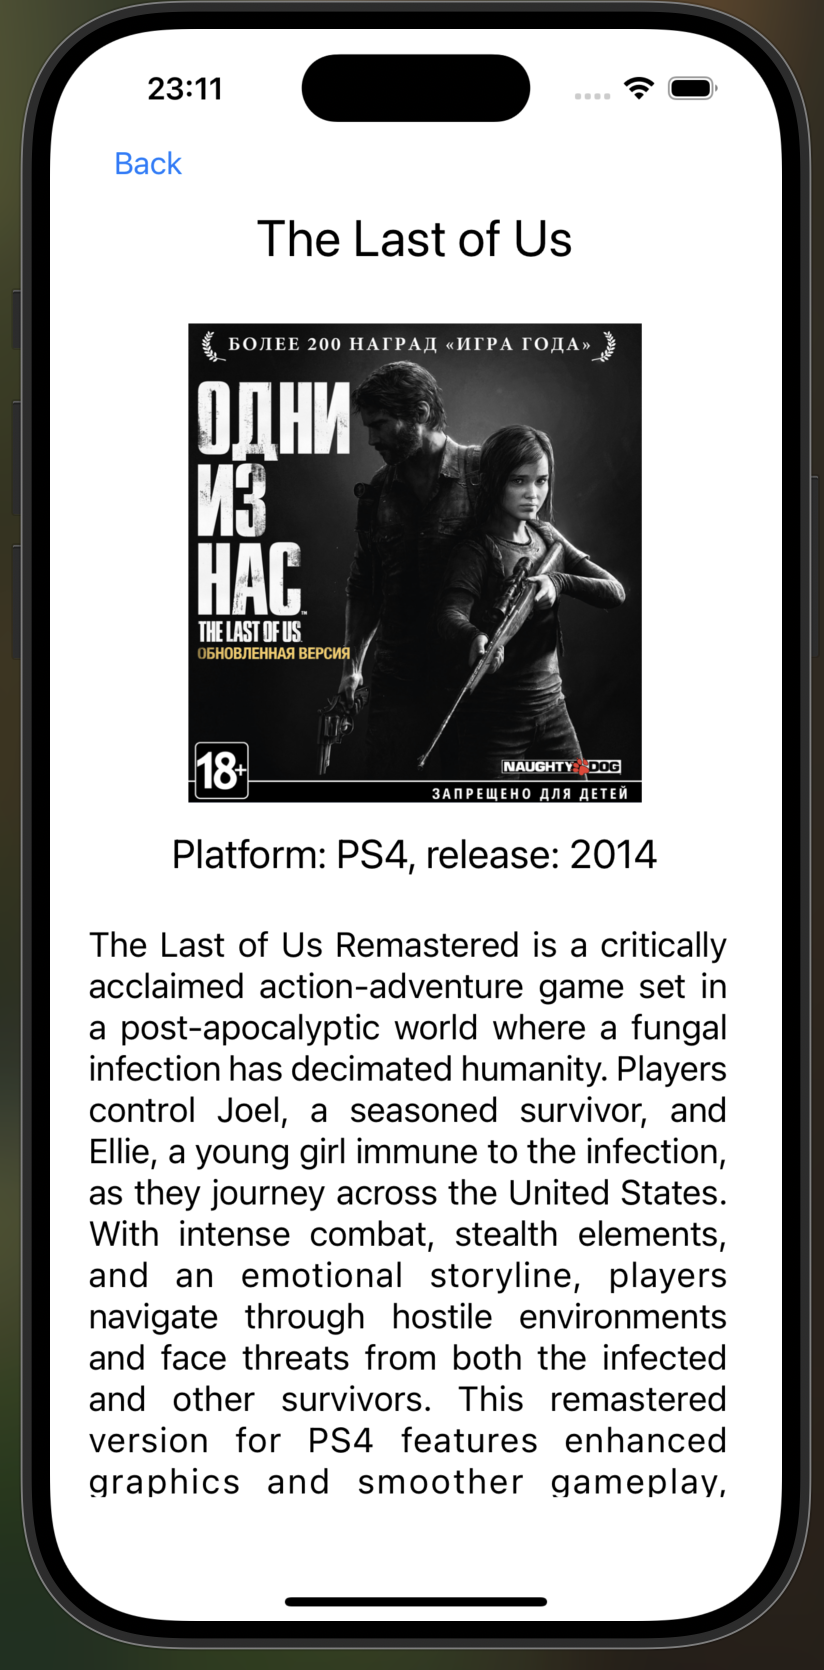 23:11
Back
The Last of Us
БОЛЕЕ 200 НАГРАД «ИГРА ГОДА»
ОДНИ
ИЗ
НАС™
THE LAST OF US
ОБНОВЛЕННАЯ ВЕРСИЯ
18+
NAUGHTY DOG
ЗАПРЕЩЕНО ДЛЯ ДЕТЕЙ
Platform: PS4, release: 2014
The Last of Us Remastered is a critically
acclaimed action-adventure game set in
a post-apocalyptic world where a fungal
infection has decimated humanity. Players
control Joel, a seasoned survivor, and
Ellie, a young girl immune to the infection,
as they journey across the United States.
With intense combat, stealth elements,
and an emotional storyline, players
navigate through hostile environments
and face threats from both the infected
and other survivors. This remastered
version for PS4 features enhanced
graphics and smoother gameplay,